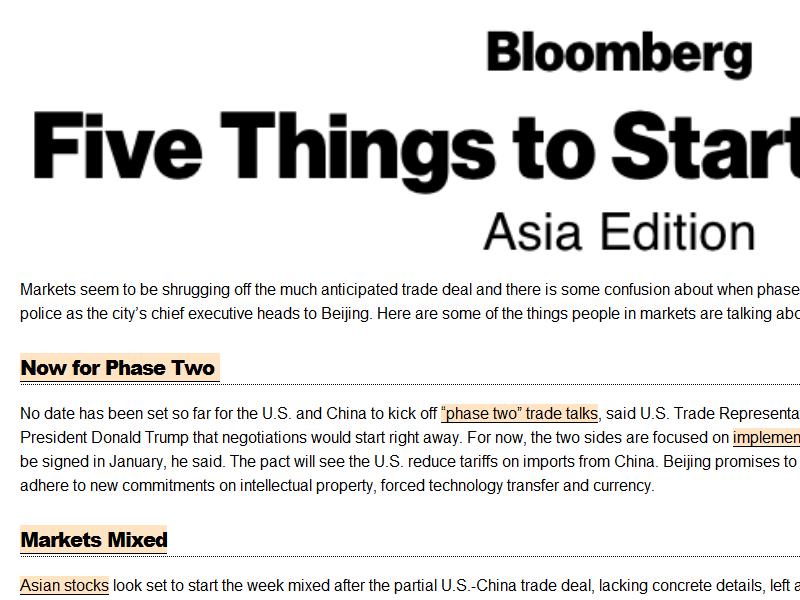 Bloomberg
Five Things to Start
Asia Edition
Markets seem to be shrugging off the much anticipated trade deal and there is some confusion about when phase
police as the city's chief executive heads to Beijing. Here are some of the things people in markets are talking
Now for Phase Two
No date has been set so far for the U.S. and China to kick off “phase two” trade talks, said U.S. Trade
President Donald Trump that negotiations would start right away. For now, the two sides are focused on
be signed in January, he said. The pact will see the U.S. reduce tariffs on imports from China. Beijing promises to
adhere to new commitments on intellectual property, forced technology transfer and currency.
Markets Mixed
Asian stocks look set to start the week mixed after the partial U.S.-China trade deal, lacking concrete details, left